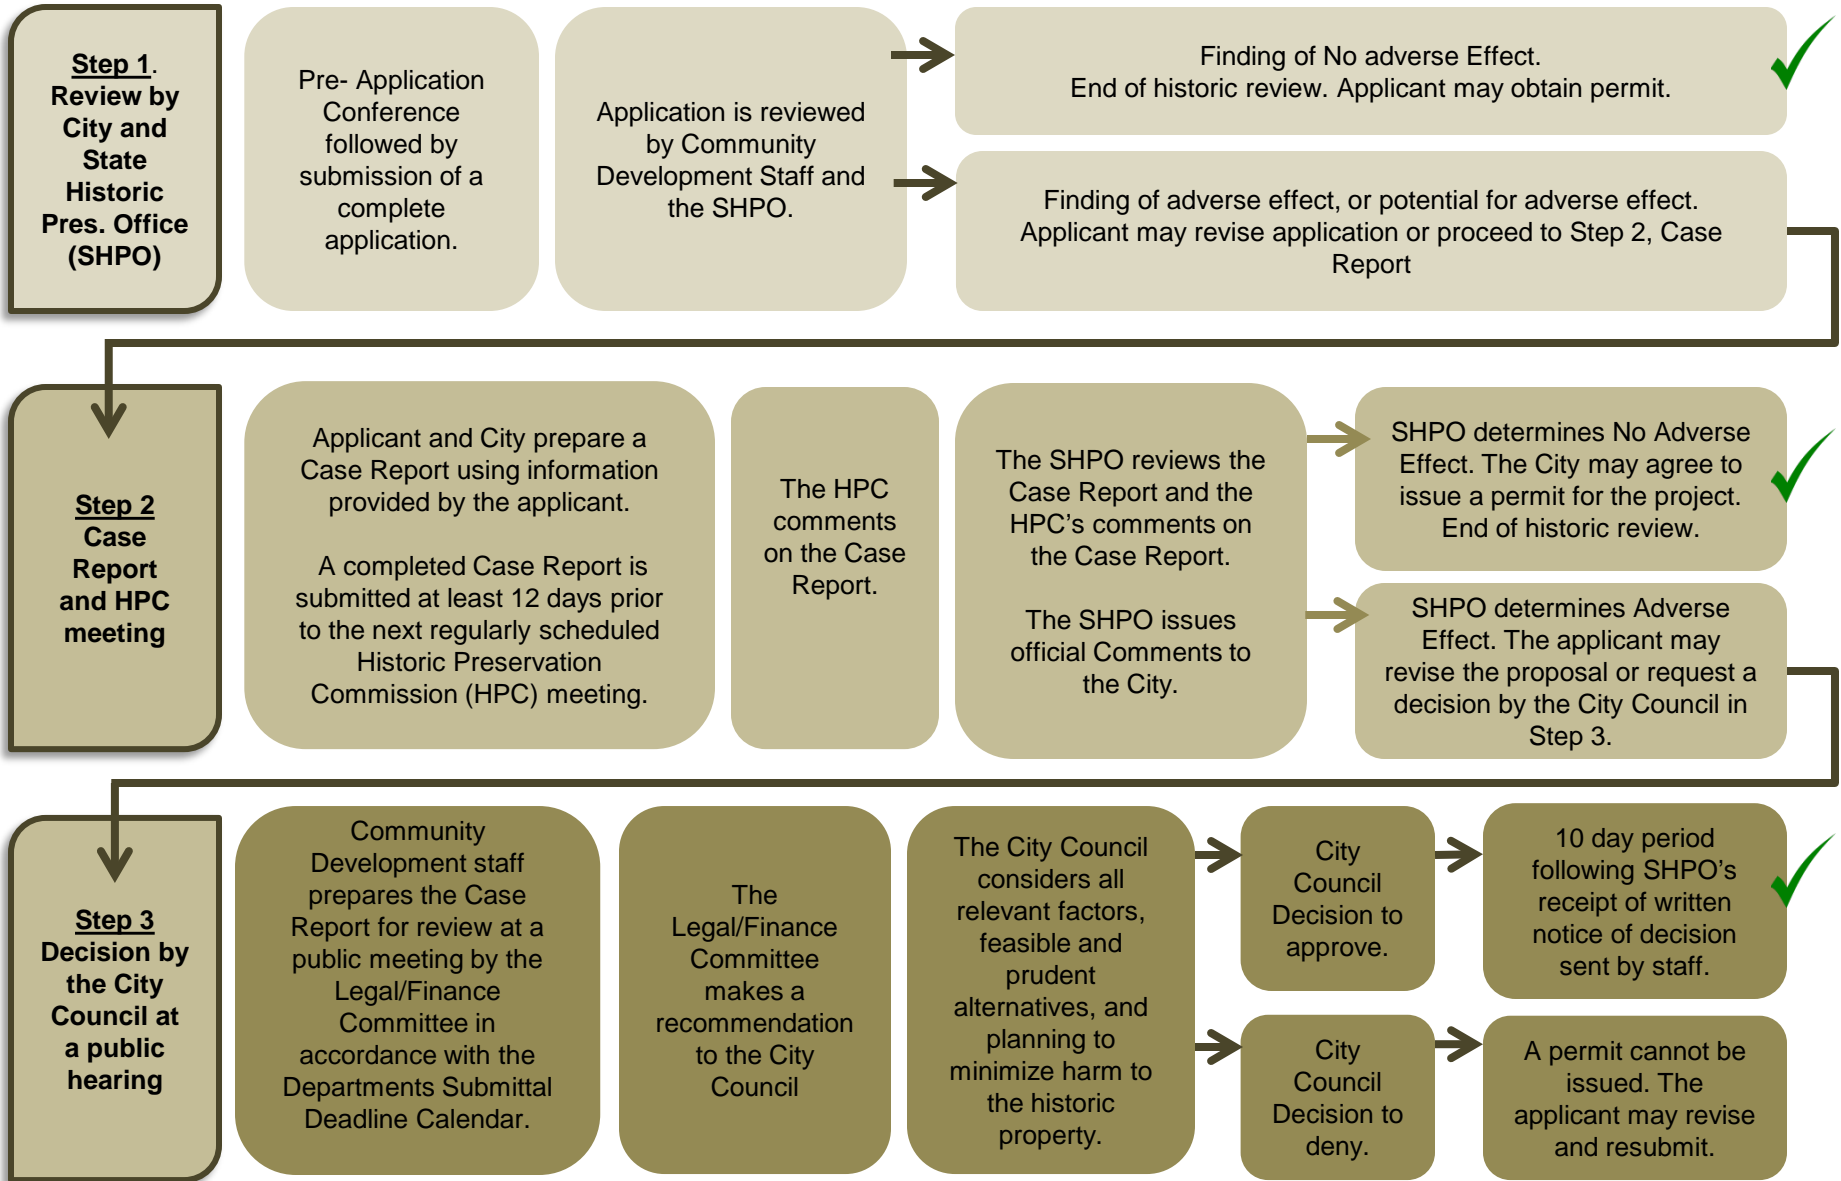 Step 1.
Review by
City and
State
Historic
Pres. Office
(SHPO)
Pre- Application
Conference
followed by
submission of a
complete
application.
Application is reviewed
by Community
Development Staff and
the SHPO.
Finding of No adverse Effect.
End of historic review. Applicant may obtain permit.
Finding of adverse effect, or potential for adverse effect.
Applicant may revise application or proceed to Step 2, Case
Report
Step 2
Case
Report
and HPC
meeting
Applicant and City prepare a
Case Report using information
provided by the applicant.
A completed Case Report is
submitted at least 12 days prior
to the next regularly scheduled
Historic Preservation
Commission (HPC) meeting.
The HPC
comments
on the Case
Report.
The SHPO reviews the
Case Report and the
HPC’s comments on
the Case Report.
The SHPO issues
official Comments to
the City.
SHPO determines No Adverse
Effect. The City may agree to
issue a permit for the project.
End of historic review.
SHPO determines Adverse
Effect. The applicant may
revise the proposal or request a
decision by the City Council in
Step 3.
Step 3
Decision by
the City
Council at
a public
hearing
Community
Development staff
prepares the Case
Report for review at a
public meeting by the
Legal/Finance
Committee in
accordance with the
Departments Submittal
Deadline Calendar.
The
Legal/Finance
Committee
makes a
recommendation
to the City
Council
The City Council
considers all
relevant factors,
feasible and
prudent
alternatives, and
planning to
minimize harm to
the historic
property.
City
Council
Decision to
approve.
10 day period
following SHPO’s
receipt of written
notice of decision
sent by staff.
City
Council
Decision to
deny.
A permit cannot be
issued. The
applicant may revise
and resubmit.